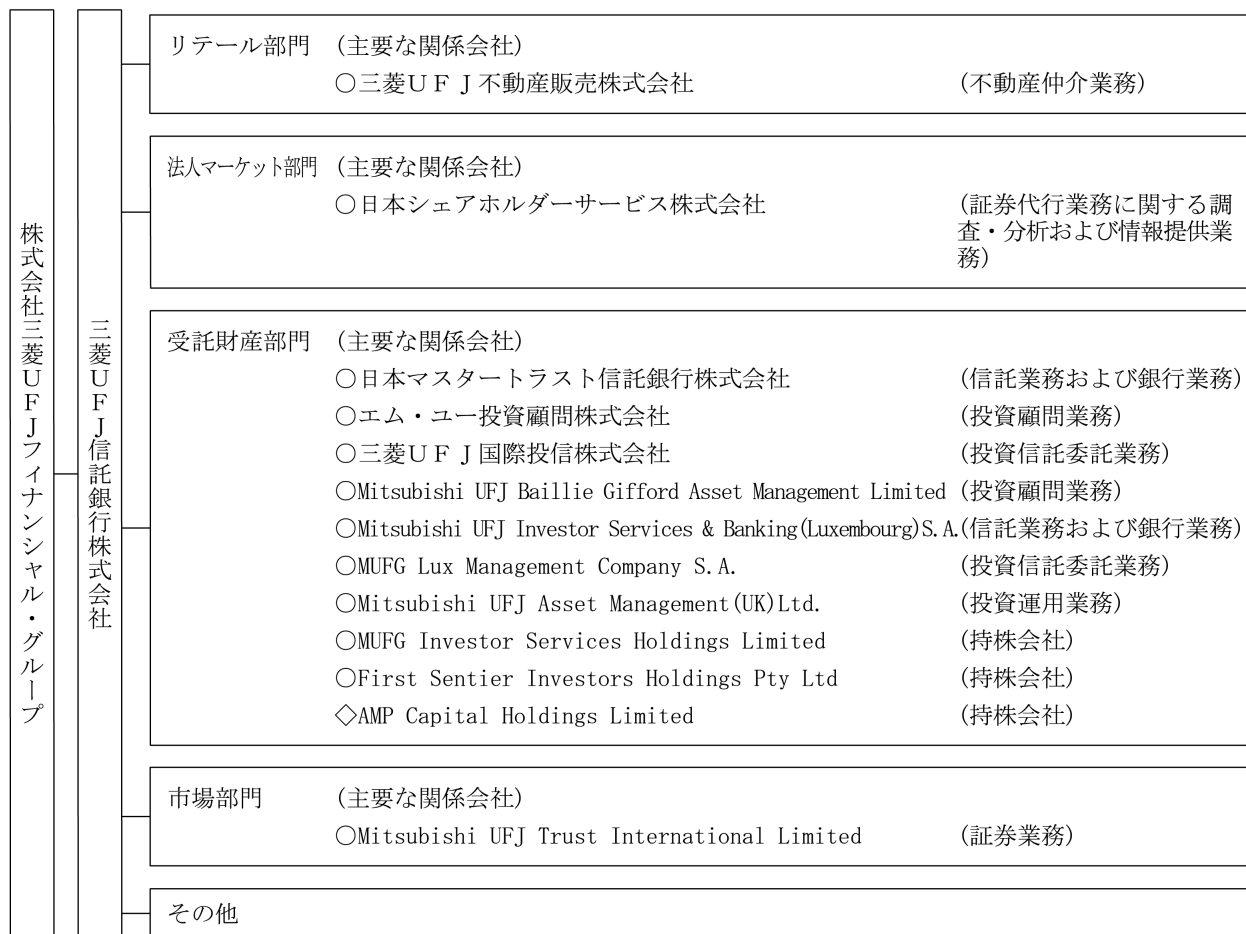 株式会社三菱ＵＦＪフィナンシャル・グループ
三菱ＵＦＪ信託銀行株式会社
リテール部門 (主要な関係会社)
○三菱ＵＦＪ不動産販売株式会社 (不動産仲介業務)
法人マーケット部門 (主要な関係会社)
○日本シェアホルダーサービス株式会社 (証券代行業務に関する調
査・分析および情報提供業
務)
受託財産部門 (主要な関係会社)
○日本マスタートラスト信託銀行株式会社 (信託業務および銀行業務)
○エム・ユー投資顧問株式会社 (投資顧問業務)
○三菱ＵＦＪ国際投信株式会社 (投資信託委託業務)
○Mitsubishi UFJ Baillie Gifford Asset Management Limited (投資顧問業務)
○Mitsubishi UFJ Investor Services & Banking(Luxembourg)S.A. (信託業務および銀行業務)
○MUFG Lux Management Company S.A. (投資信託委託業務)
○Mitsubishi UFJ Asset Management(UK)Ltd. (投資運用業務)
○MUFG Investor Services Holdings Limited (持株会社)
○First Sentier Investors Holdings Pty Ltd (持株会社)
◇AMP Capital Holdings Limited (持株会社)
市場部門 (主要な関係会社)
○Mitsubishi UFJ Trust International Limited (証券業務)
その他